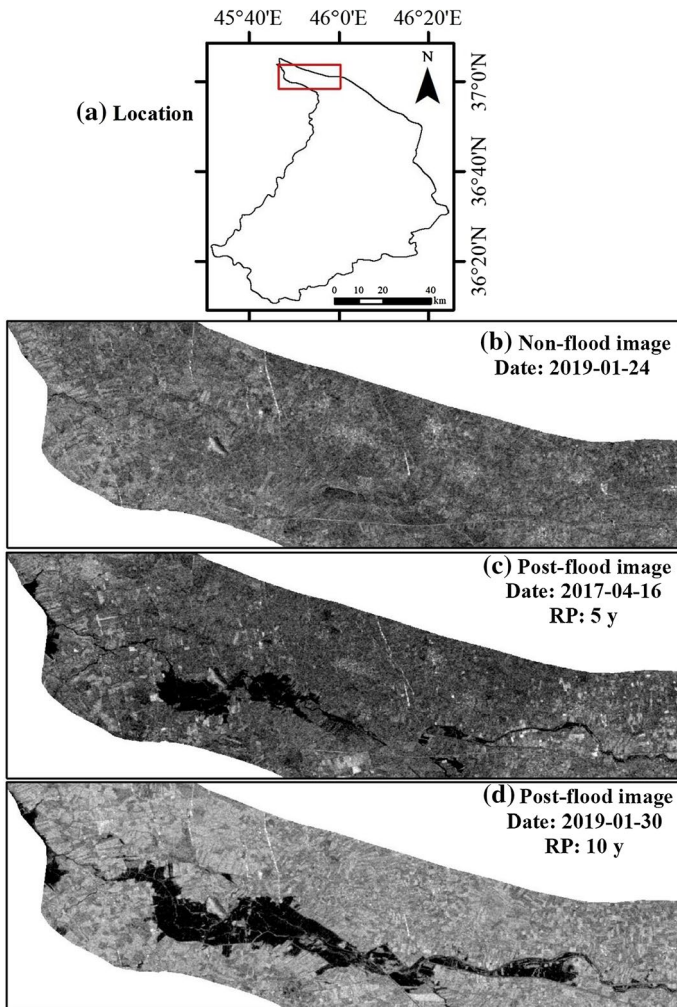 45°40'E 46°0'E 46°20'E
N
(a) Location
37°0'N
36°40'N
36°20'N
0 10 20 40
km
(b) Non-flood image
Date: 2019-01-24
(c) Post-flood image
Date: 2017-04-16
RP: 5 y
(d) Post-flood image
Date: 2019-01-30
RP: 10 y